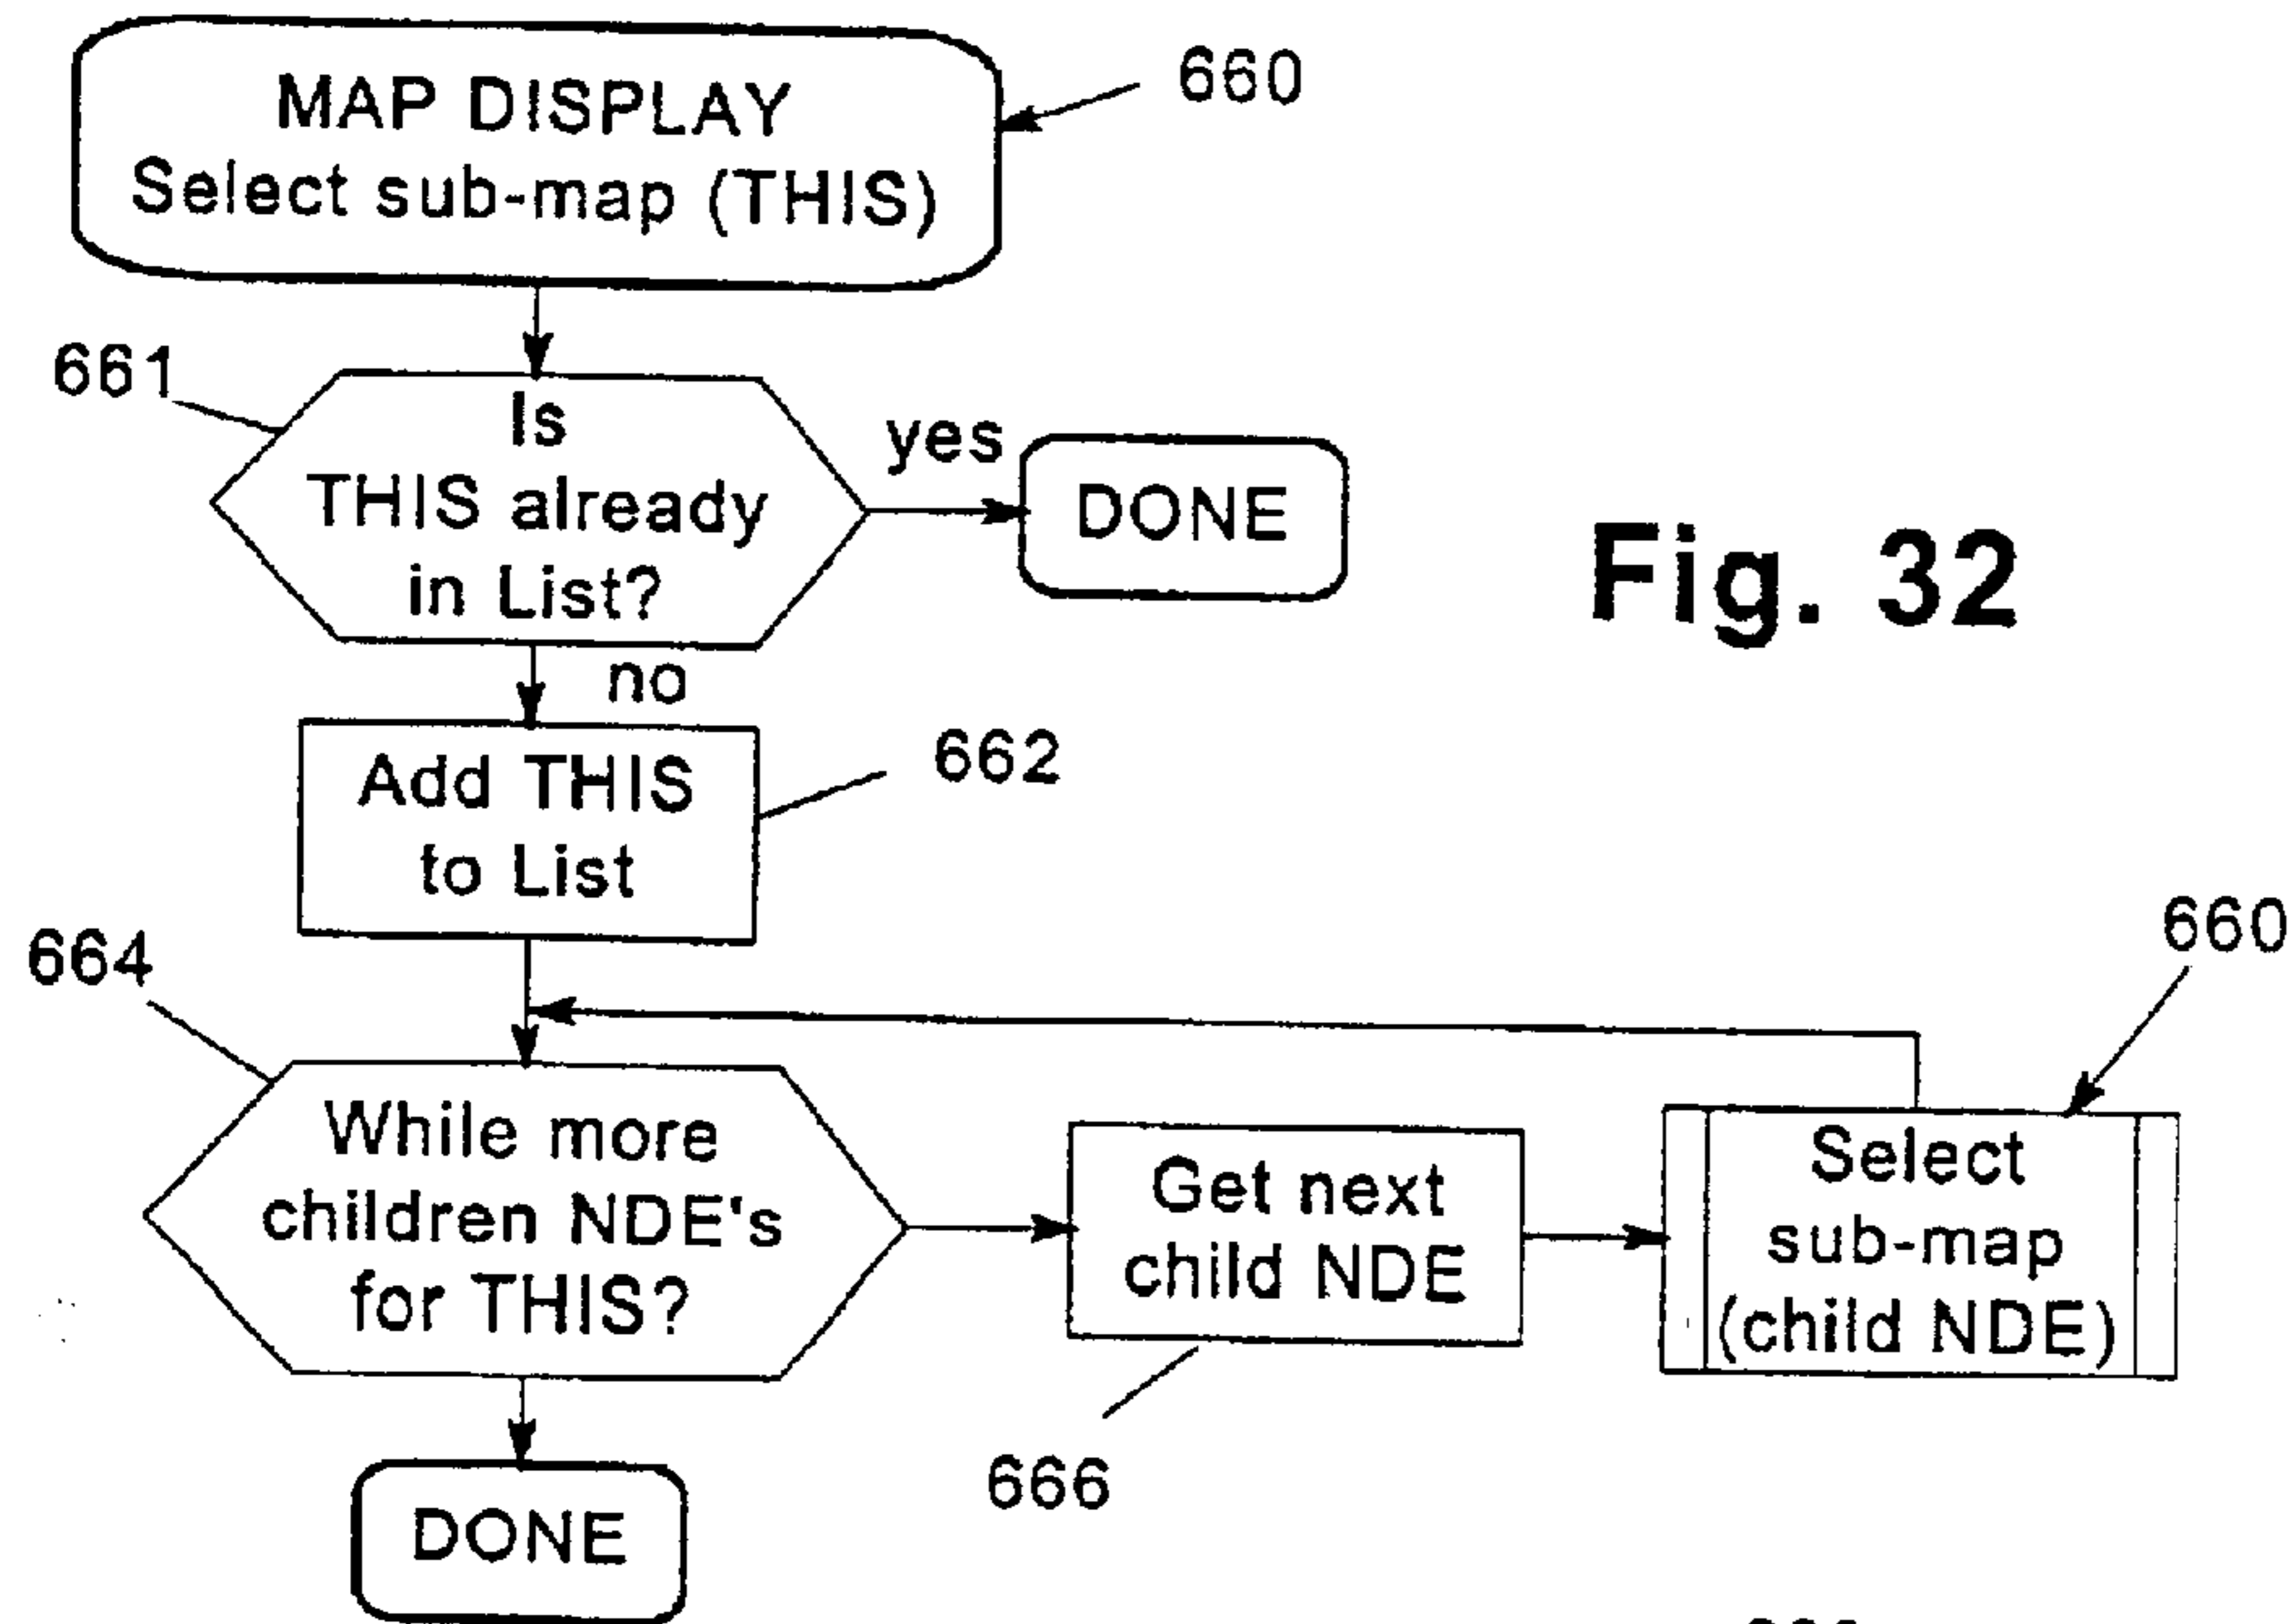 MAP DISPLAY
Select sub-map (THIS)
660
661
Is
THIS already
in List?
yes
DONE
Fig. 32
no
Add THIS
to List
662
664
660
While more
children NDE's
for THIS?
Get next
child NDE
Select
sub-map
(child NDE)
666
DONE